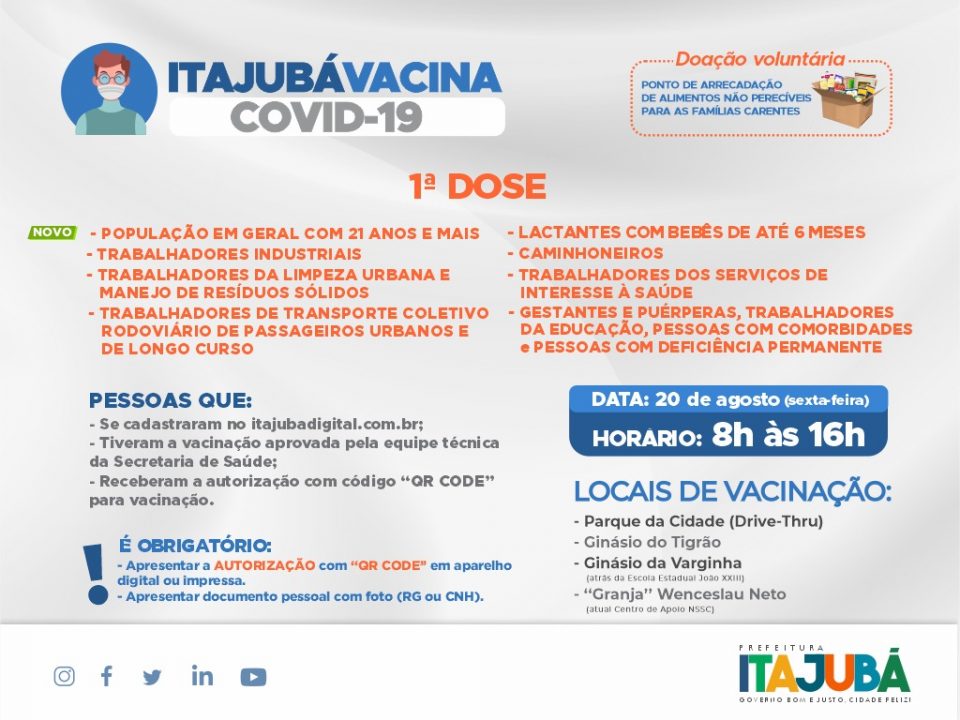 ITAJUBÁVACINA
COVID-19
Doação voluntária
PONTO DE ARRECADAÇÃO
DE ALIMENTOS NÃO PERECÍVEIS
PARA AS FAMÍLIAS CARENTES
1ª DOSE
NOVO
- POPULAÇÃO EM GERAL COM 21 ANOS E MAIS
- TRABALHADORES INDUSTRIAIS
- TRABALHADORES DA LIMPEZA URBANA E
MANEJO DE RESÍDUOS SÓLIDOS
- TRABALHADORES DE TRANSPORTE COLETIVO
RODOVIÁRIO DE PASSAGEIROS URBANOS E
DE LONGO CURSO
- LACTANTES COM BEBÊS DE ATÉ 6 MESES
- CAMINHONEIROS
- TRABALHADORES DOS SERVIÇOS DE
INTERESSE À SAÚDE
- GESTANTES E PUÉRPERAS, TRABALHADORES
DA EDUCAÇÃO, PESSOAS COM COMORBIDADES
e PESSOAS COM DEFICIÊNCIA PERMANENTE
PESSOAS QUE:
- Se cadastraram no itajubadigital.com.br;
- Tiveram a vacinação aprovada pela equipe técnica
da Secretaria de Saúde;
- Receberam a autorização com código “QR CODE”
para vacinação.
É OBRIGATÓRIO:
- Apresentar a AUTORIZAÇÃO com “QR CODE” em aparelho
digital ou impressa.
- Apresentar documento pessoal com foto (RG ou CNH).
DATA: 20 de agosto (sexta-feira)
HORÁRIO: 8h às 16h
LOCAIS DE VACINAÇÃO:
- Parque da Cidade (Drive-Thru)
- Ginásio do Tigrão
- Ginásio da Varginha
(atrás da Escola Estadual João XXIII)
- “Granja” Wenceslau Neto
(atual Centro de Apoio NSSC)
PREFEITURA
ITAJUBÁ
GOVERNO BOM E JUSTO, CIDADE FELIZ!